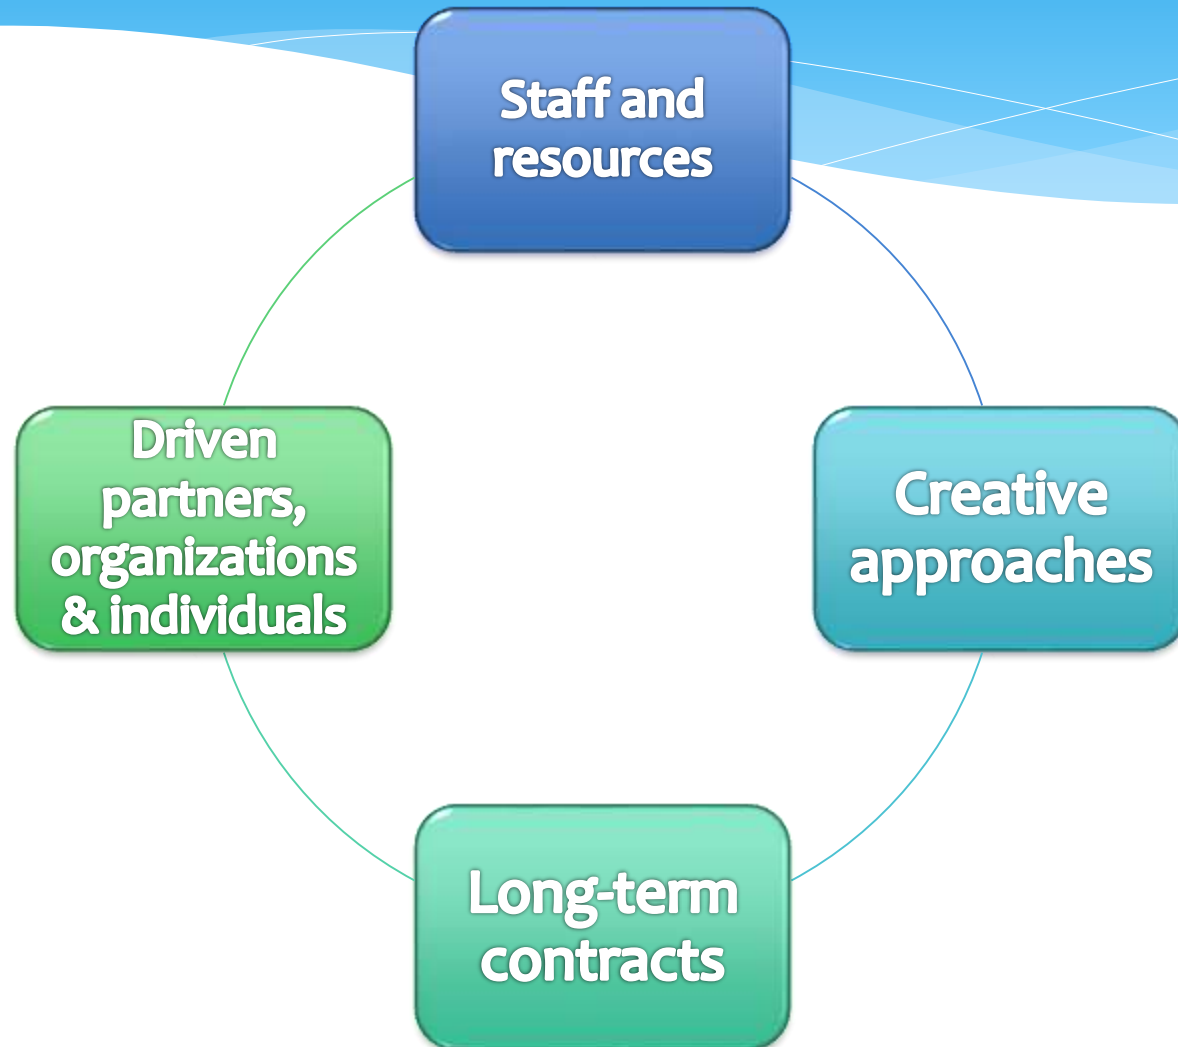 Staff and
resources
Creative
approaches
Long-term
contracts
Driven
partners,
organizations
& individuals